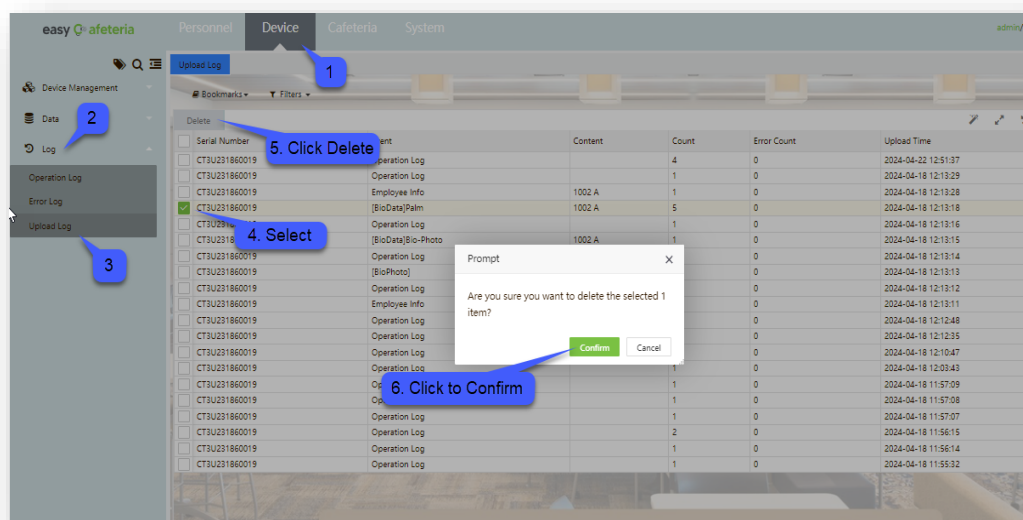 easy Cafeteria
Personnel Device Cafeteria System admin/
1
Upload Log
Device Management
Bookmarks Filters
Data
2
Delete
5. Click Delete
Log
Serial Number Content Count Error Count Upload Time
CT3U231860019 Operation Log 4 0 2024-04-22 12:51:37
Operation Log
CT3U231860019 Operation Log 1 0 2024-04-18 12:13:29
CT3U231860019 Employee Info 1002 A 1 0 2024-04-18 12:13:28
Error Log
CT3U231860019 [BioData]Palm 1002 A 5 0 2024-04-18 12:13:18
Upload Log
Operation Log 1 0 2024-04-18 12:13:16
4. Select
[BioData]Bio-Photo 1002 A 1 0 2024-04-18 12:13:15
CT3U231860019 Operation Log 0 2024-04-18 12:13:14
3
CT3U231860019 [BioPhoto] 0 2024-04-18 12:13:13
CT3U231860019 Operation Log 0 2024-04-18 12:13:12
CT3U231860019 Employee Info 0 2024-04-18 12:13:11
CT3U231860019 Operation Log 0 2024-04-18 12:12:48
CT3U231860019 Operation Log 0 2024-04-18 12:12:35
CT3U231860019 Operation Log 0 2024-04-18 12:10:47
CT3U231860019 Operation Log 1 0 2024-04-18 12:03:43
CT3U231860019 1 0 2024-04-18 11:57:09
CT3U231860019 1 0 2024-04-18 11:57:08
CT3U231860019 Operation Log 1 0 2024-04-18 11:57:07
CT3U231860019 Operation Log 2 0 2024-04-18 11:56:15
CT3U231860019 Operation Log 1 0 2024-04-18 11:56:14
CT3U231860019 Operation Log 1 0 2024-04-18 11:55:32
Prompt
Are you sure you want to delete the selected 1
item?
Confirm Cancel
6. Click to Confirm